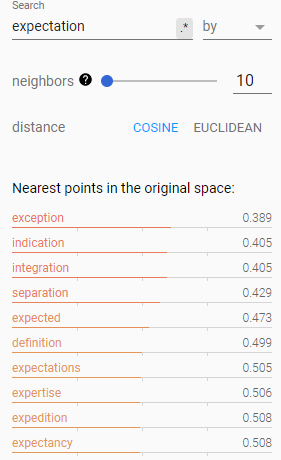 Search
expectation .* by
neighbors ? 10
distance COSINE EUCLIDEAN
Nearest points in the original space:
exception 0.389
indication 0.405
integration 0.405
separation 0.429
expected 0.473
definition 0.499
expectations 0.505
expertise 0.506
expedition 0.508
expectancy 0.508